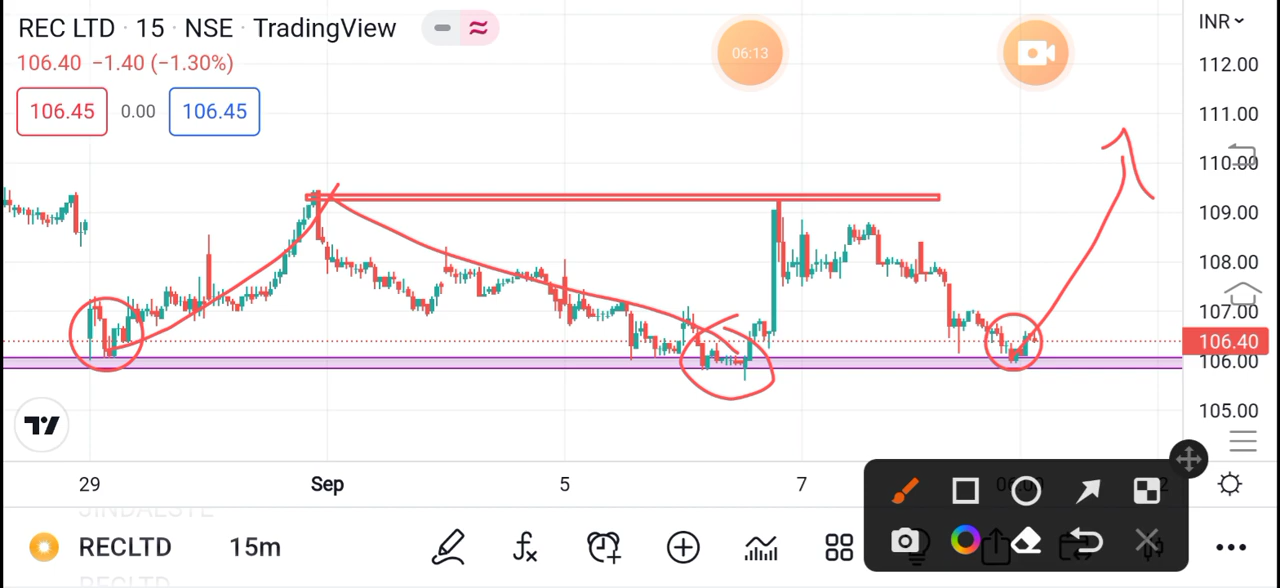 REC LTD · 15 · NSE · TradingView
INR
106.40 −1.40 (−1.30%)
06:13
106.45 0.00 106.45
112.00
111.00
110.00
109.00
108.00
107.00
106.40
106.00
105.00
29 Sep 5 7
RECLTD 15m
RECLTD